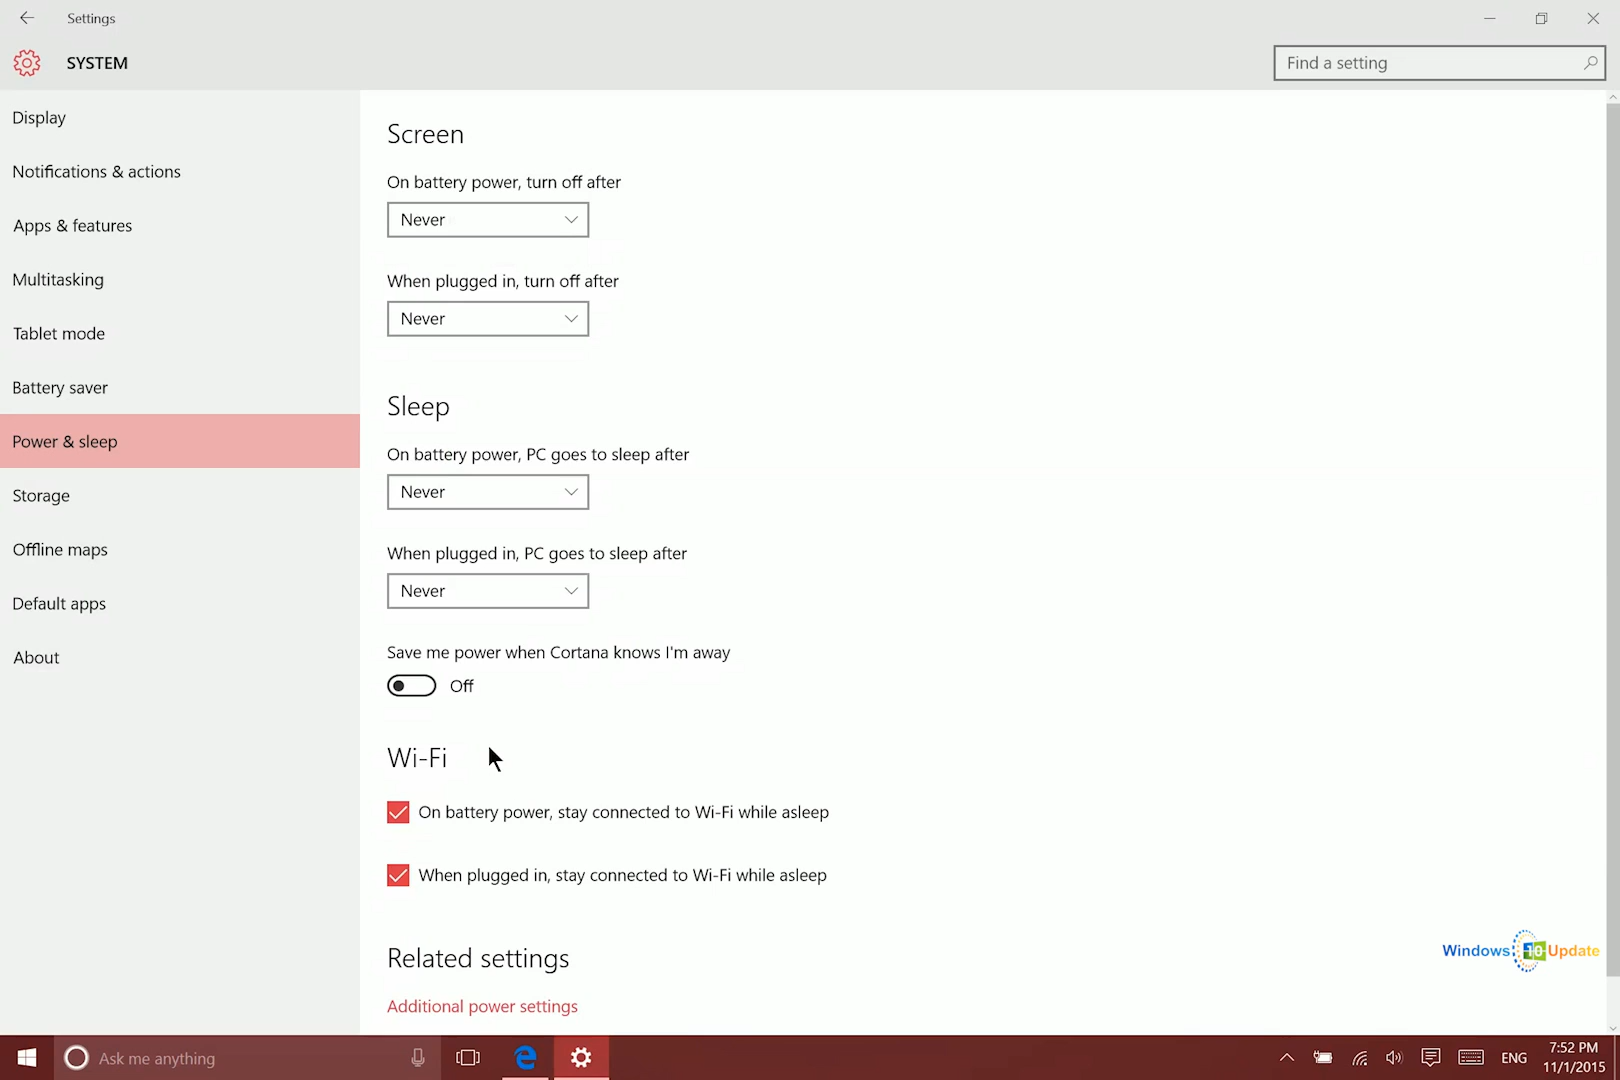 Settings
SYSTEM
Find a setting
Display
Notifications & actions
Apps & features
Multitasking
Tablet mode
Battery saver
Power & sleep
Storage
Offline maps
Default apps
About
Screen
On battery power, turn off after
Never
When plugged in, turn off after
Never
Sleep
On battery power, PC goes to sleep after
Never
When plugged in, PC goes to sleep after
Never
Save me power when Cortana knows I'm away
Off
Wi-Fi
On battery power, stay connected to Wi-Fi while asleep
When plugged in, stay connected to Wi-Fi while asleep
Related settings
Additional power settings
Windows 10 Update
Ask me anything
ENG
7:52 PM
11/1/2015